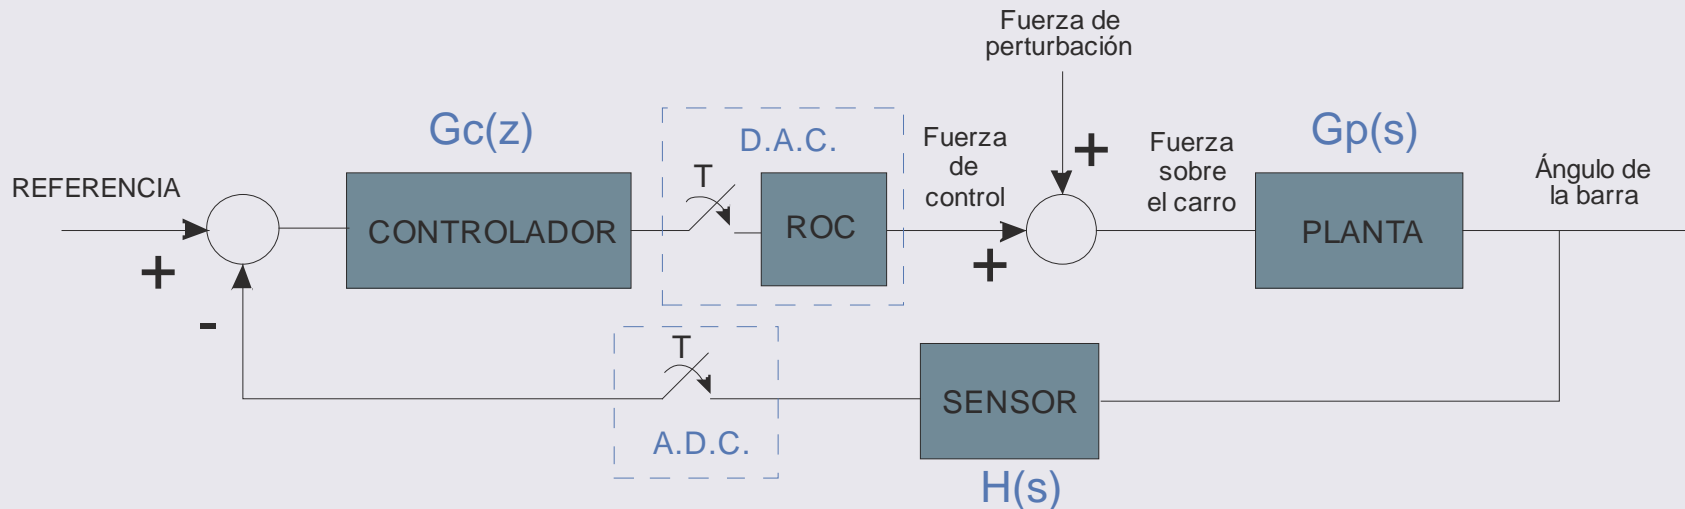 Fuerza de
perturbación
Gc(z)
D.A.C.
Fuerza
de
control
+
Fuerza
sobre
el carro
Gp(s)
Ángulo de
la barra
REFERENCIA
+
-
CONTROLADOR
T
ROC
+
PLANTA
T
A.D.C.
SENSOR
H(s)